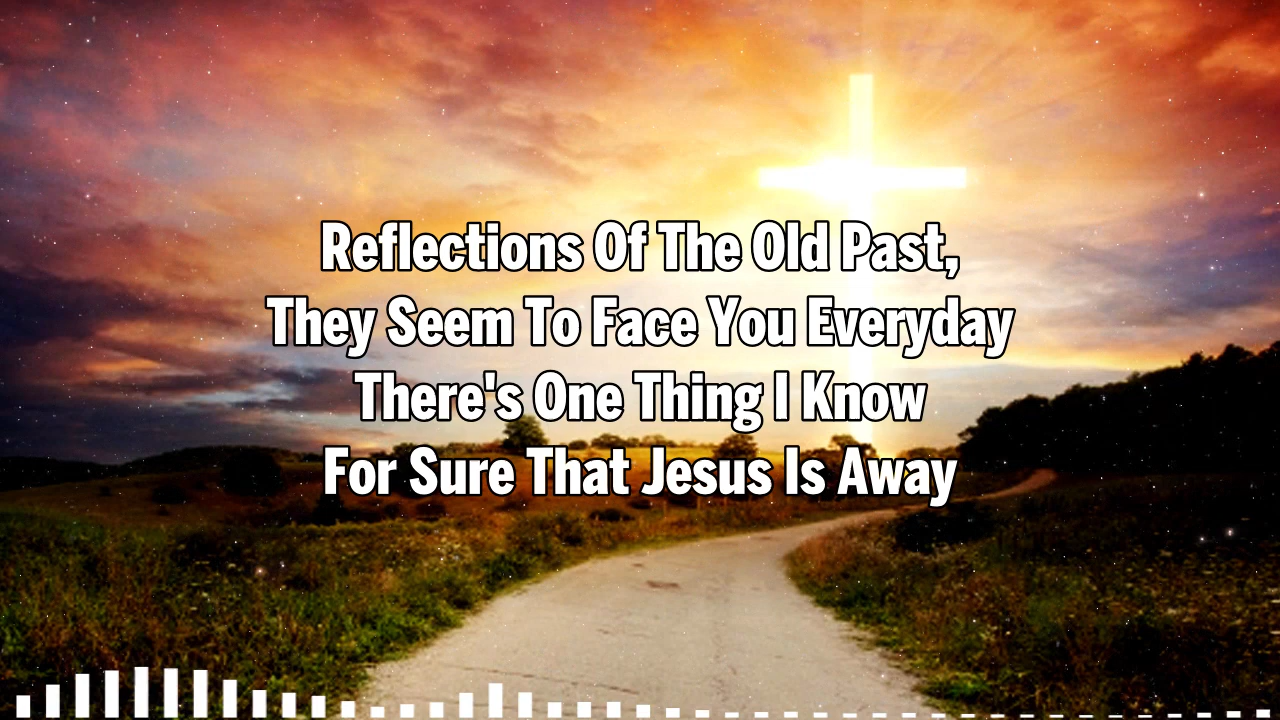 Reflections Of The Old Past,
They Seem To Face You Everyday
There's One Thing I Know
For Sure That Jesus Is Away